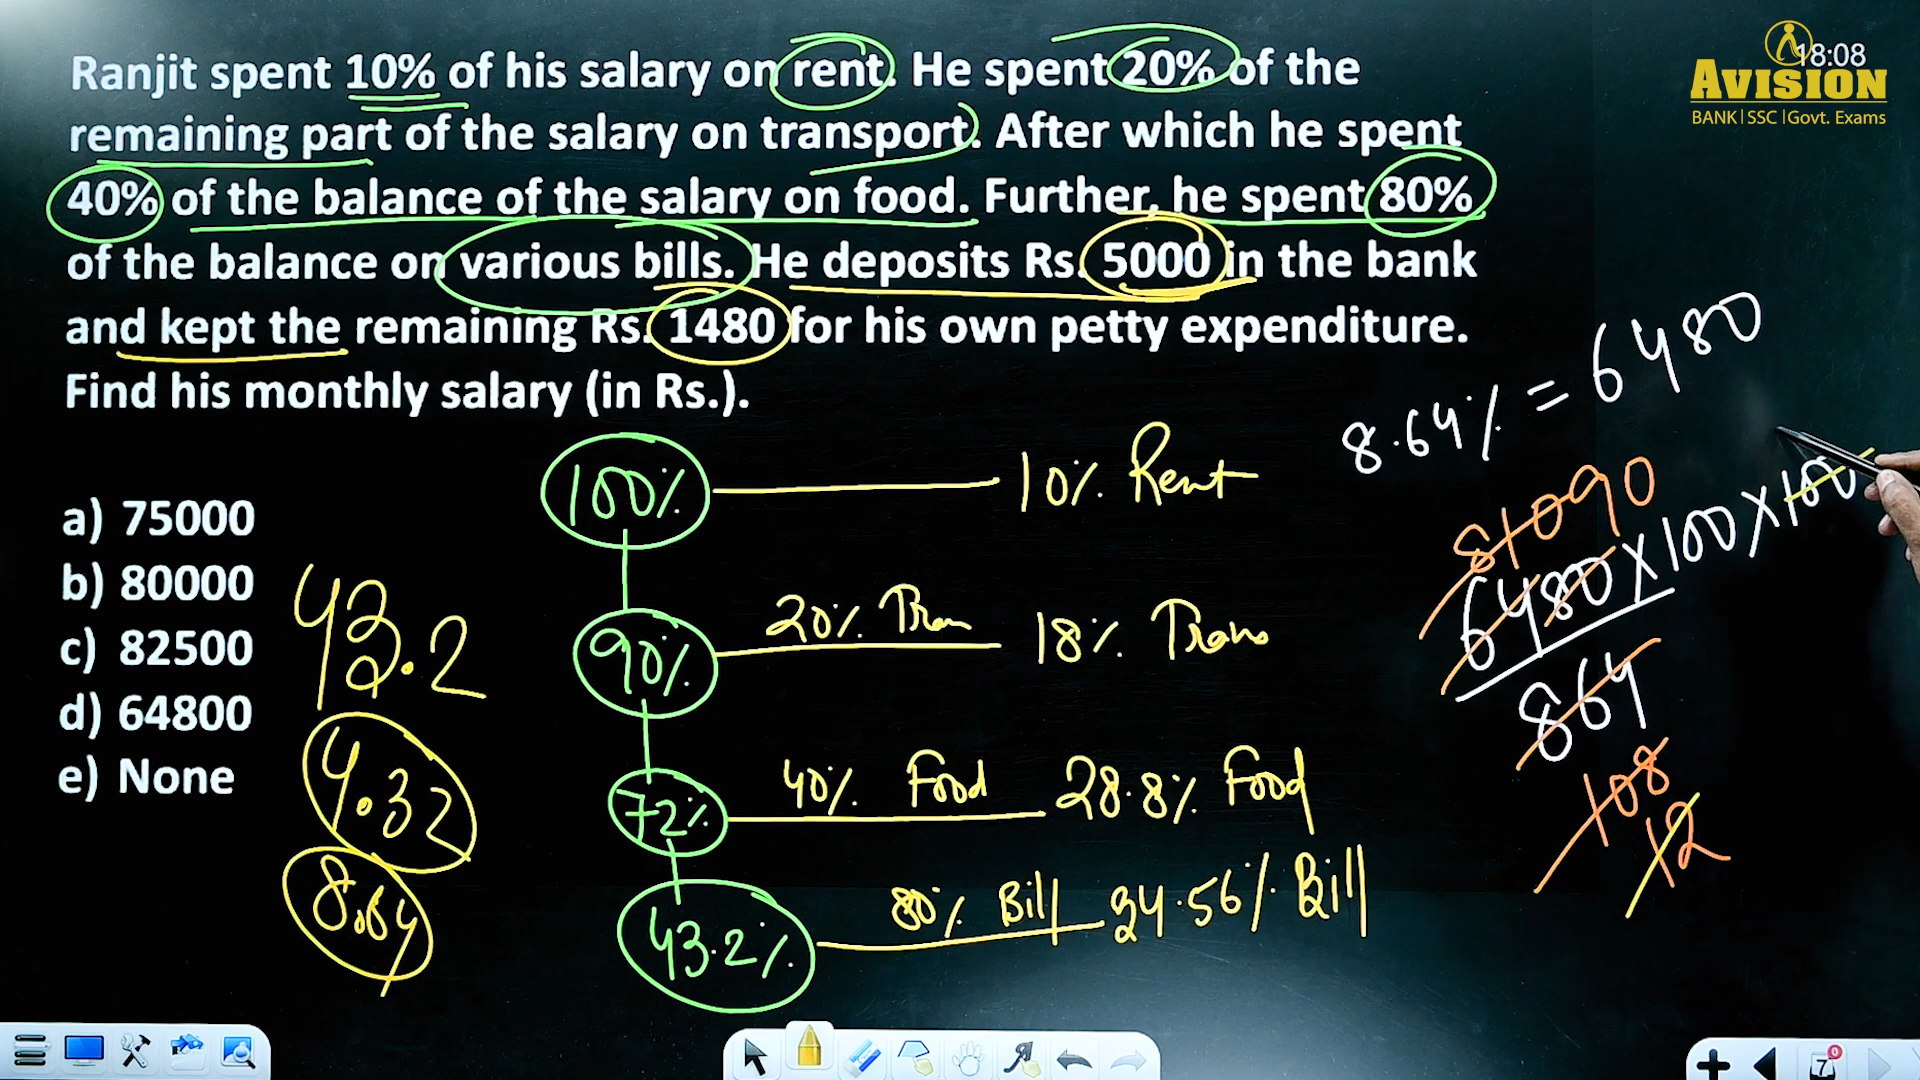 Ranjit spent 10% of his salary on rent. He spent 20% of the
remaining part of the salary on transport. After which he spent
40% of the balance of the salary on food. Further, he spent 80%
of the balance on various bills. He deposits Rs. 5000 in the bank
and kept the remaining Rs. 1480 for his own petty expenditure.
Find his monthly salary (in Rs.).
a) 75000
b) 80000
c) 82500
d) 64800
e) None
43.2
4.32
8.64
100% 10% Rent
90% 20% Tran 18% Trans
72% 40% Food 28.8% Food
43.2% 80% Bill 34.56% Bill
8.64% = 6480
81090
6480 × 100 × 100
864
108
12
18:08
AVISION
BANK|SSC|Govt. Exams
7
0